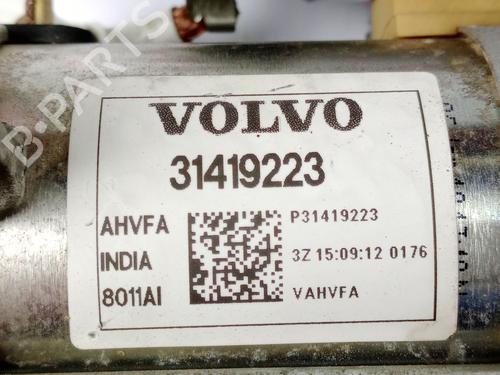 VOLVO
31419223
AHVFA
INDIA
8011AI
P31419223
3Z 15:09:12 0176
VAHVFA
B-PARTS